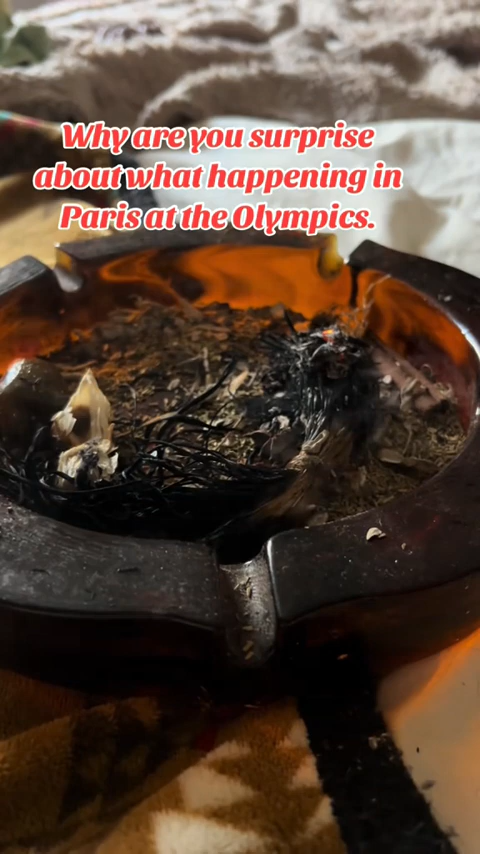 Why are you surprise
about what happening in
Paris at the Olympics.